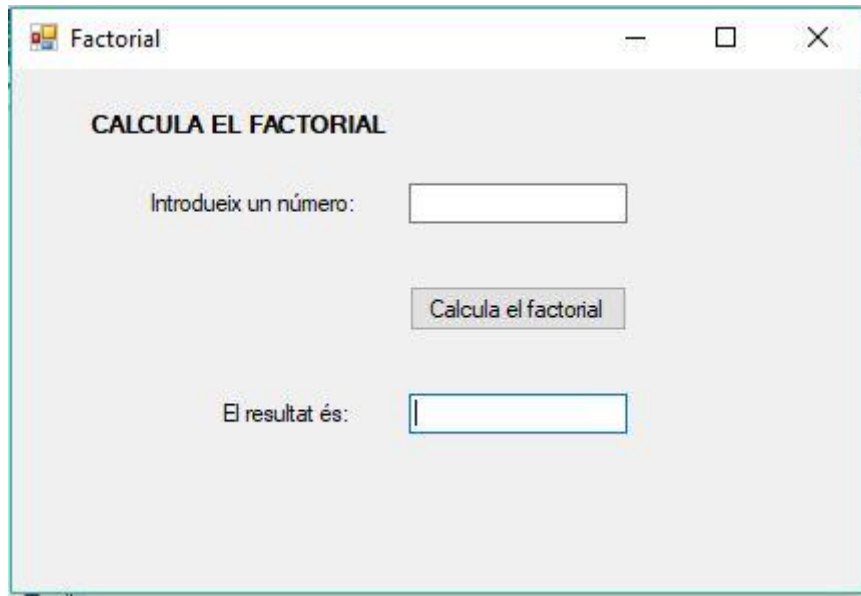 Factorial
CALCULA EL FACTORIAL
Introdueix un número:
Calcula el factorial
El resultat és: